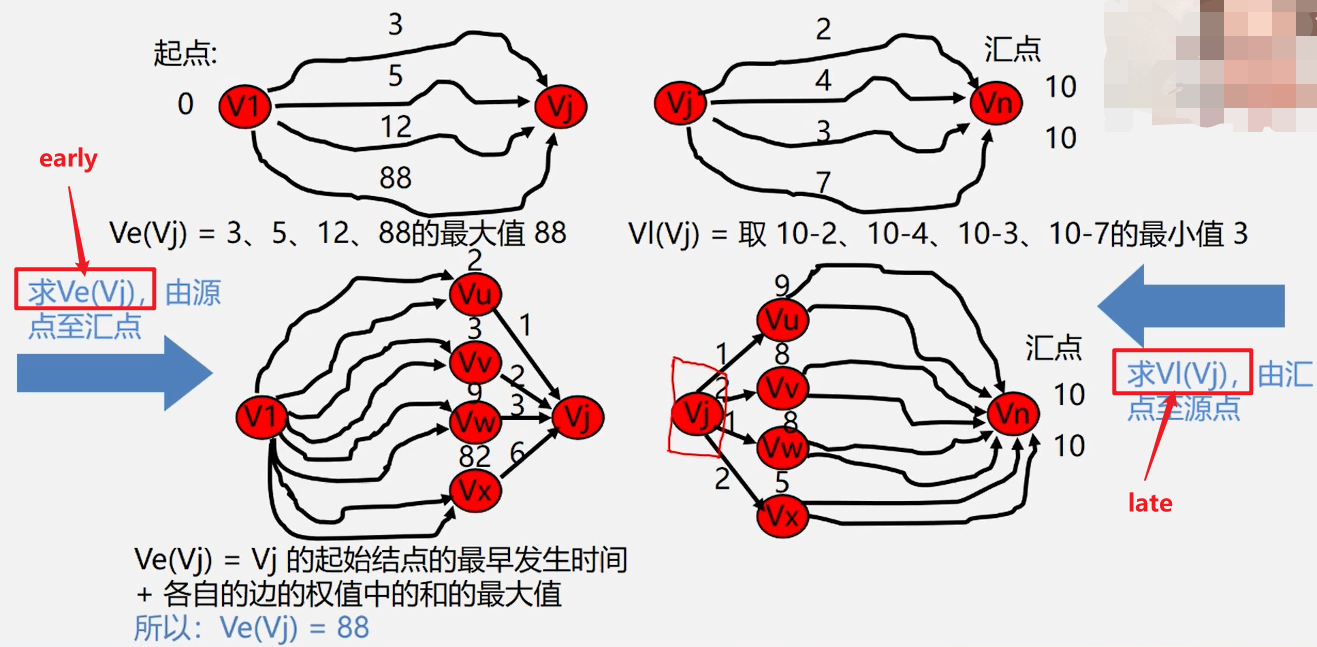 起点:
0
V1
3
5
12
88
Vj
Ve(Vj) = 3、5、12、88的最大值 88
early
求Ve(Vj)，由源
点至汇点
V1
2
Vu
3
Vv
9
Vw
82
Vx
1
2
3
6
Vj
Ve(Vj) = Vj 的起始结点的最早发生时间
+ 各自的边的权值中的和的最大值
所以：Ve(Vj) = 88
Vj
2
4
3
7
汇点
Vn
10
10
Vl(Vj) = 取 10-2、10-4、10-3、10-7的最小值 3
Vj
1
2
1
2
9
Vu
8
Vv
8
Vw
5
Vx
汇点
Vn
10
10
求Vl(Vj)，由汇
点至源点
late